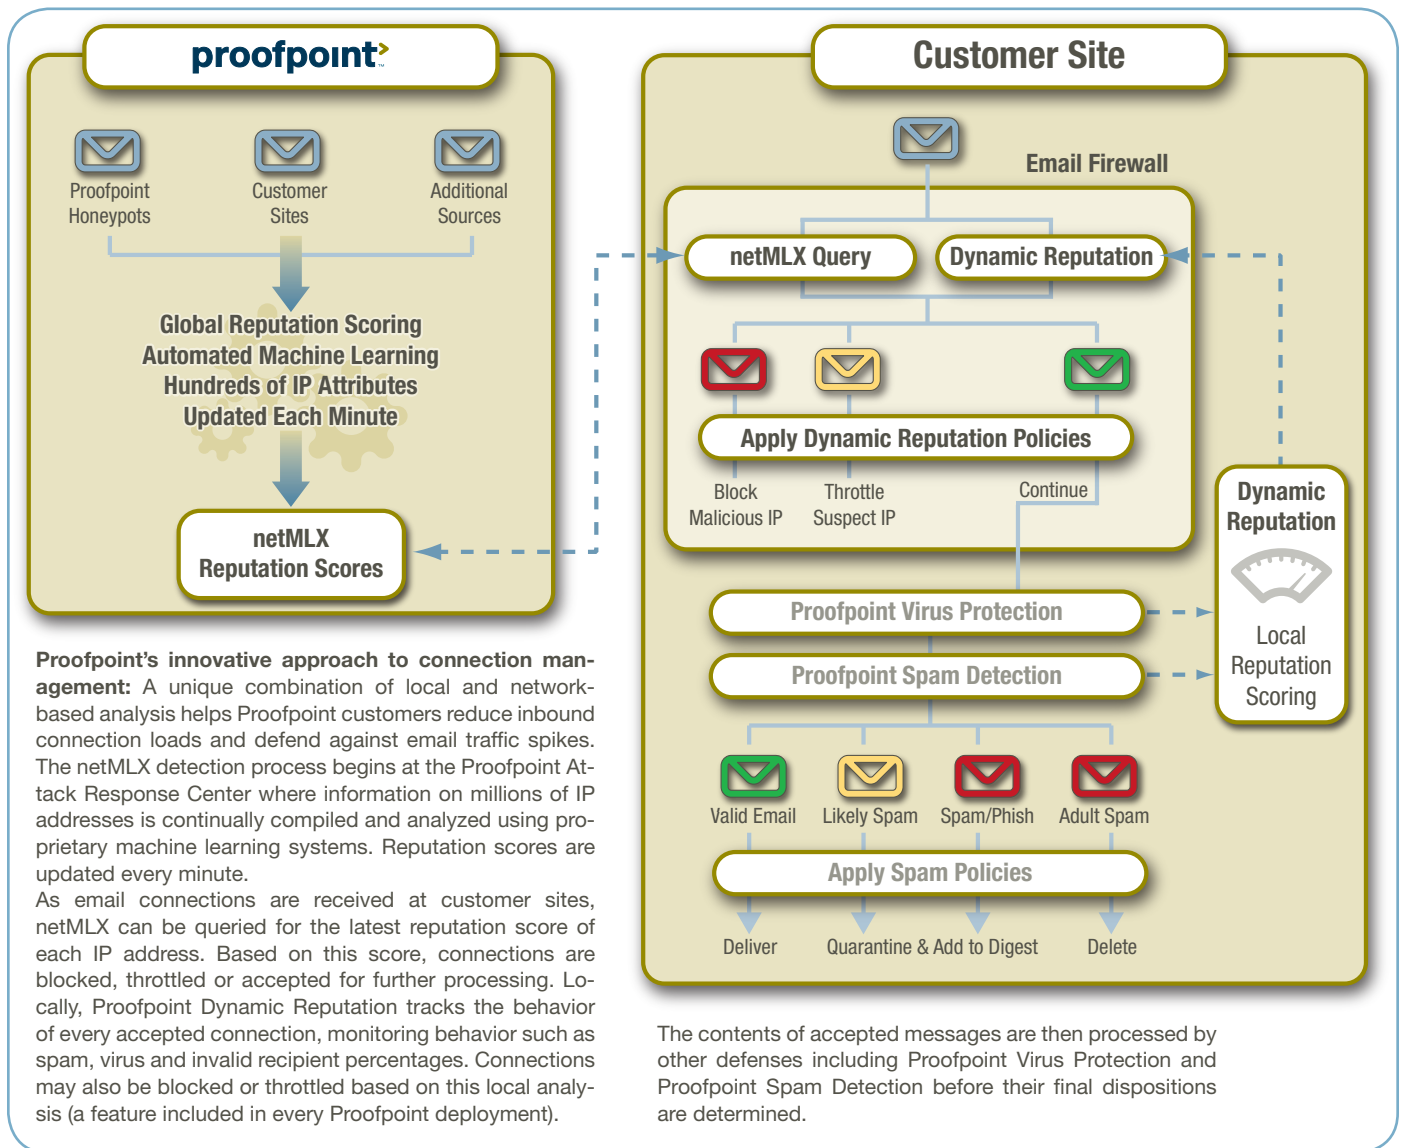 proofpoint
™
Proofpoint
Honeypots
Customer
Sites
Additional
Sources
Global Reputation Scoring
Automated Machine Learning
Hundreds of IP Attributes
Updated Each Minute
netMLX
Reputation Scores
Proofpoint's innovative approach to connection man-
agement: A unique combination of local and network-
based analysis helps Proofpoint customers reduce inbound
connection loads and defend against email traffic spikes.
The netMLX detection process begins at the Proofpoint At-
tack Response Center where information on millions of IP
addresses is continually compiled and analyzed using pro-
prietary machine learning systems. Reputation scores are
updated every minute.
As email connections are received at customer sites,
netMLX can be queried for the latest reputation score of
each IP address. Based on this score, connections are
blocked, throttled or accepted for further processing. Lo-
cally, Proofpoint Dynamic Reputation tracks the behavior
of every accepted connection, monitoring behavior such as
spam, virus and invalid recipient percentages. Connections
may also be blocked or throttled based on this local analy-
sis (a feature included in every Proofpoint deployment).
Customer Site
Email Firewall
netMLX Query
Dynamic Reputation
Apply Dynamic Reputation Policies
Block
Malicious IP
Throttle
Suspect IP
Continue
Dynamic
Reputation
Local
Reputation
Scoring
Proofpoint Virus Protection
Proofpoint Spam Detection
Valid Email
Likely Spam
Spam/Phish
Adult Spam
Apply Spam Policies
Deliver
Quarantine & Add to Digest
Delete
The contents of accepted messages are then processed by
other defenses including Proofpoint Virus Protection and
Proofpoint Spam Detection before their final dispositions
are determined.